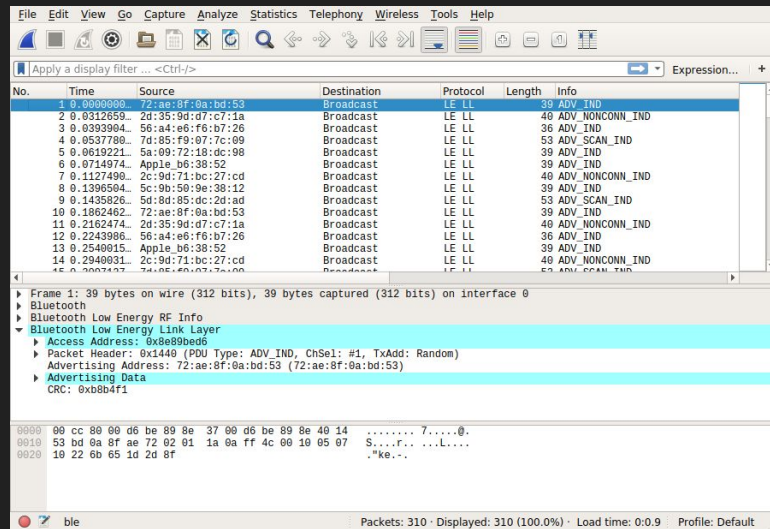 File Edit View Go Capture Analyze Statistics Telephony Wireless Tools Help
Apply a display filter ... <Ctrl-/> Expression... +
No. Time Source Destination Protocol Length Info
1 0.0000000… 72:ae:8f:0a:bd:53 Broadcast LE LL 39 ADV_IND
2 0.0312659… 2d:35:9d:d7:c7:1a Broadcast LE LL 40 ADV_NONCONN_IND
3 0.0393904… 56:a4:e6:f6:b7:26 Broadcast LE LL 36 ADV_IND
4 0.0537780… 7d:85:f9:07:7c:09 Broadcast LE LL 53 ADV_SCAN_IND
5 0.0619221… 5a:09:72:18:dc:98 Broadcast LE LL 39 ADV_IND
6 0.0714974… Apple_b6:38:52 Broadcast LE LL 39 ADV_IND
7 0.1127490… 2c:9d:71:bc:27:cd Broadcast LE LL 40 ADV_NONCONN_IND
8 0.1396504… 5c:9b:50:9e:38:12 Broadcast LE LL 39 ADV_IND
9 0.1435826… 5d:8d:85:dc:2d:ad Broadcast LE LL 53 ADV_SCAN_IND
10 0.1862462… 72:ae:8f:0a:bd:53 Broadcast LE LL 39 ADV_IND
11 0.2162474… 2d:35:9d:d7:c7:1a Broadcast LE LL 40 ADV_NONCONN_IND
12 0.2243986… 56:a4:e6:f6:b7:26 Broadcast LE LL 36 ADV_IND
13 0.2540015… Apple_b6:38:52 Broadcast LE LL 39 ADV_IND
14 0.2940031… 2c:9d:71:bc:27:cd Broadcast LE LL 40 ADV_NONCONN_IND
Frame 1: 39 bytes on wire (312 bits), 39 bytes captured (312 bits) on interface 0
Bluetooth
Bluetooth Low Energy RF Info
Bluetooth Low Energy Link Layer
Access Address: 0x8e89bed6
Packet Header: 0x1440 (PDU Type: ADV_IND, ChSel: #1, TxAdd: Random)
Advertising Address: 72:ae:8f:0a:bd:53 (72:ae:8f:0a:bd:53)
Advertising Data
CRC: 0xb8b4f1
0000 00 cc 80 00 d6 be 89 8e 37 00 d6 be 89 8e 40 14 ........ 7.....@.
0010 53 bd 0a 8f ae 72 02 01 1a 0a ff 4c 00 10 05 07 S....r.. ...L....
0020 10 22 6b 65 1d 2d 8f ."ke.-.
ble Packets: 310 · Displayed: 310 (100.0%) · Load time: 0:0.9 Profile: Default